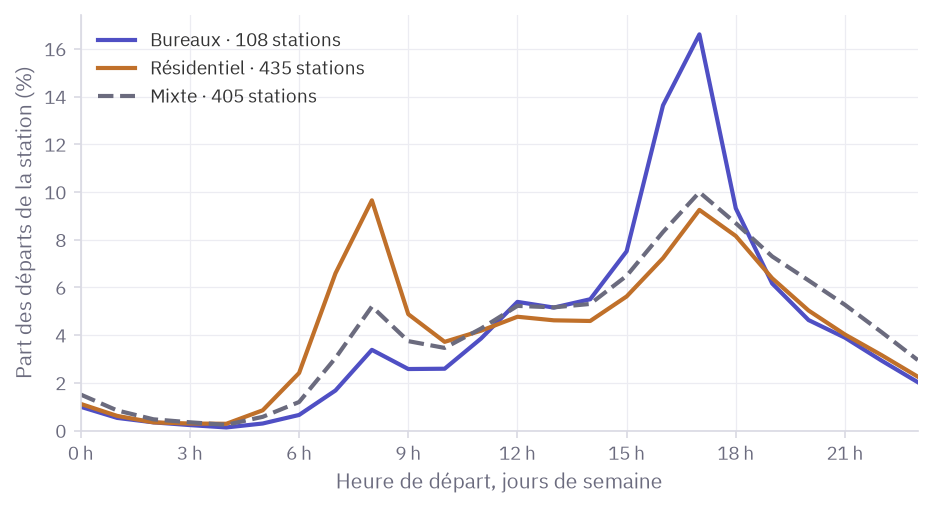 Bureaux · 108 stations
Résidentiel · 435 stations
Mixte · 405 stations
Part des départs de la station (%)
16
14
12
10
8
6
4
2
0
0 h
3 h
6 h
9 h
12 h
15 h
18 h
21 h
Heure de départ, jours de semaine